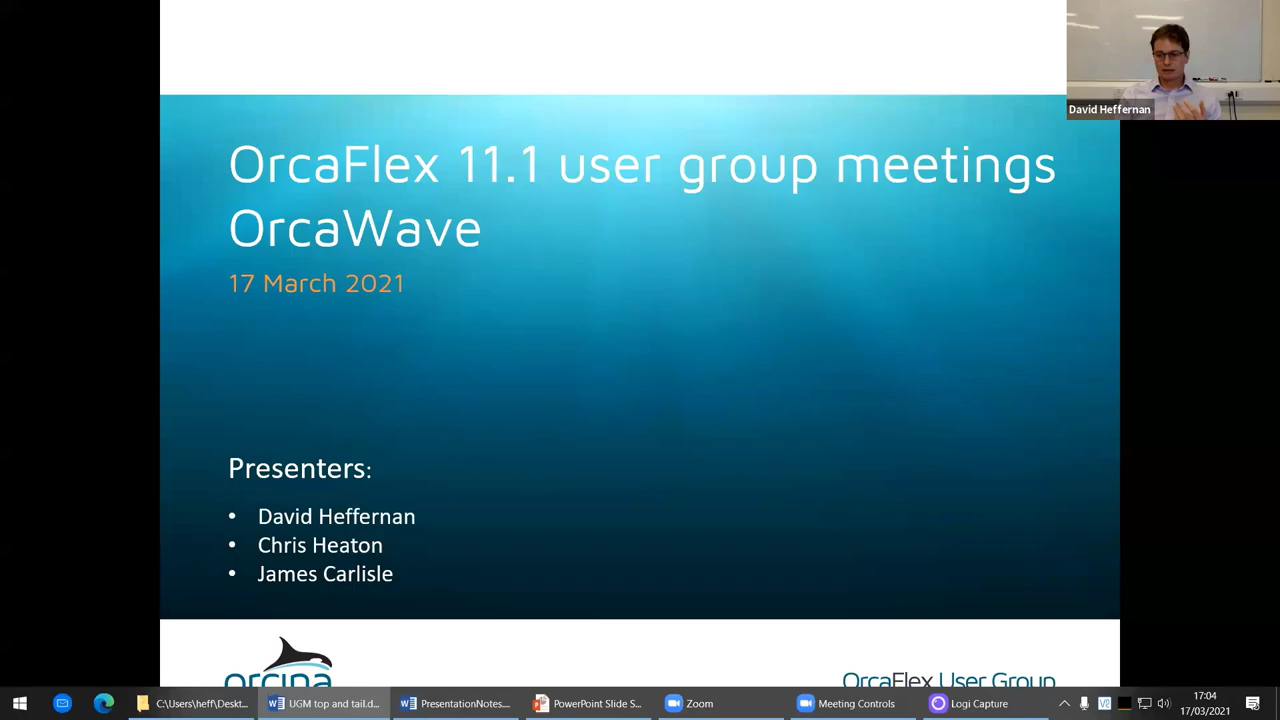 David Heffernan
OrcaFlex 11.1 user group meetings
OrcaWave
17 March 2021
Presenters:
• David Heffernan
• Chris Heaton
• James Carlisle
orcina
OrcaFlex User Group
C:\Users\heff\Deskt...
UGM top and tail.d...
PresentationNotes....
PowerPoint Slide S...
Zoom
Meeting Controls
Logi Capture
17:04
17/03/2021